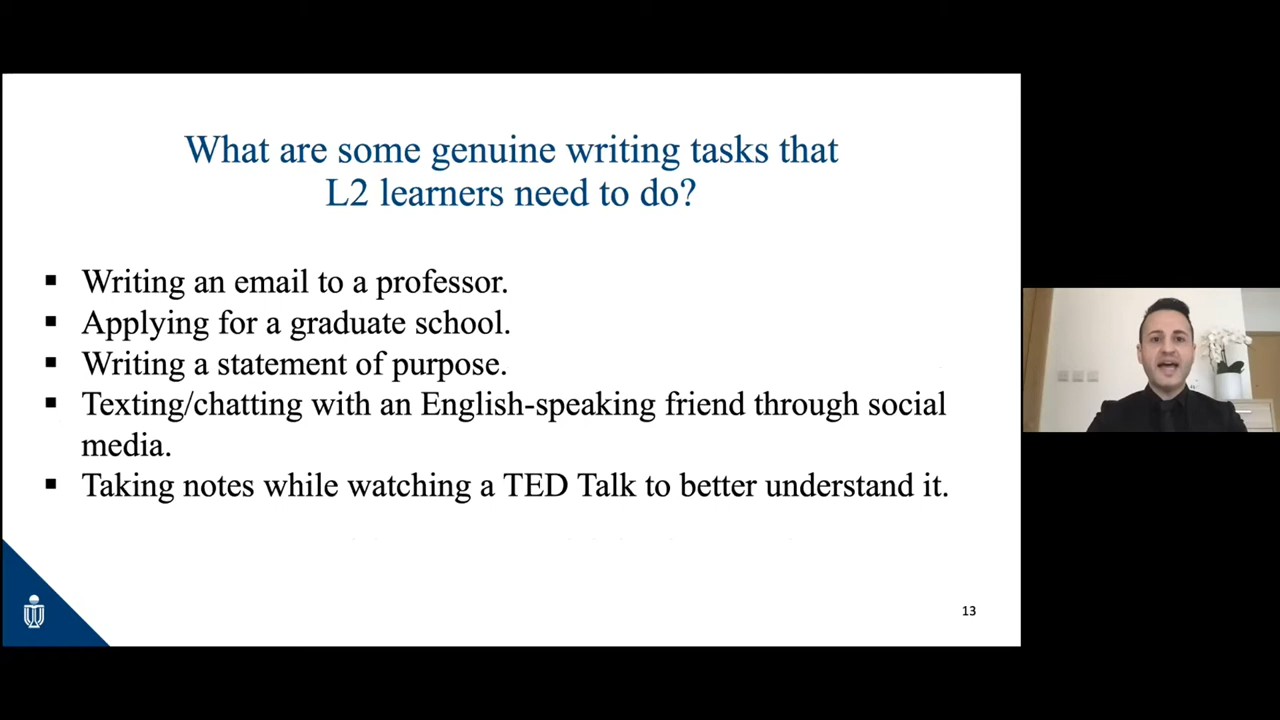 What are some genuine writing tasks that
L2 learners need to do?
▪ Writing an email to a professor.
▪ Applying for a graduate school.
▪ Writing a statement of purpose.
▪ Texting/chatting with an English-speaking friend through social
media.
▪ Taking notes while watching a TED Talk to better understand it.
13